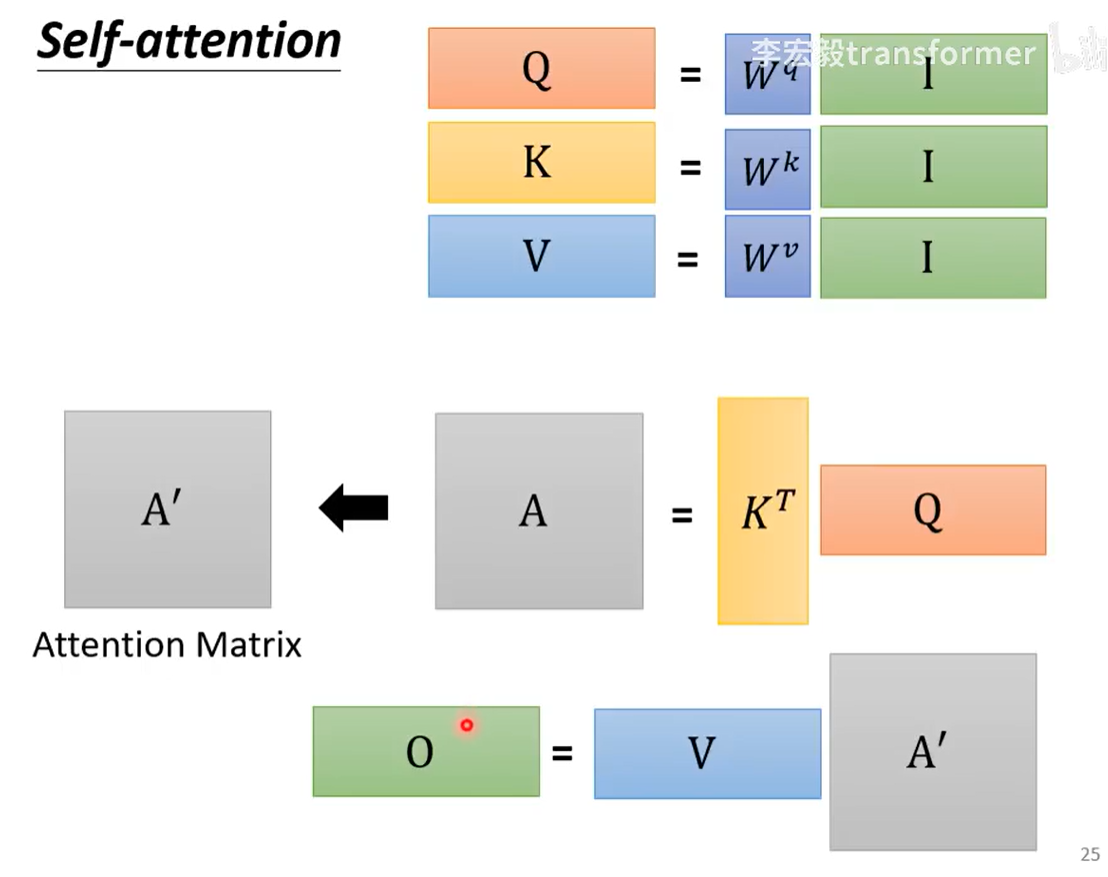 Self-attention
李宏毅transformer bilibili
Q = W^q I
K = W^k I
V = W^v I
A′ A = K^T Q
Attention Matrix
O = V A′
25